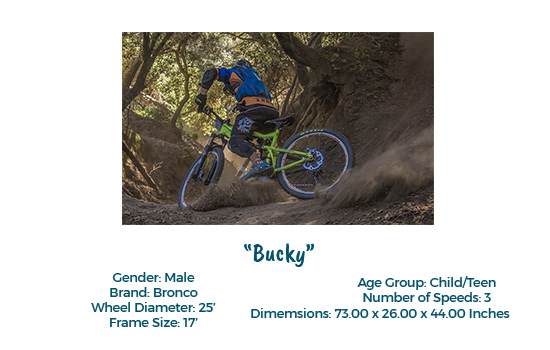 “Bucky”
Gender: Male
Brand: Bronco
Wheel Diameter: 25’
Frame Size: 17’
Age Group: Child/Teen
Number of Speeds: 3
Dimemsions: 73.00 x 26.00 x 44.00 Inches